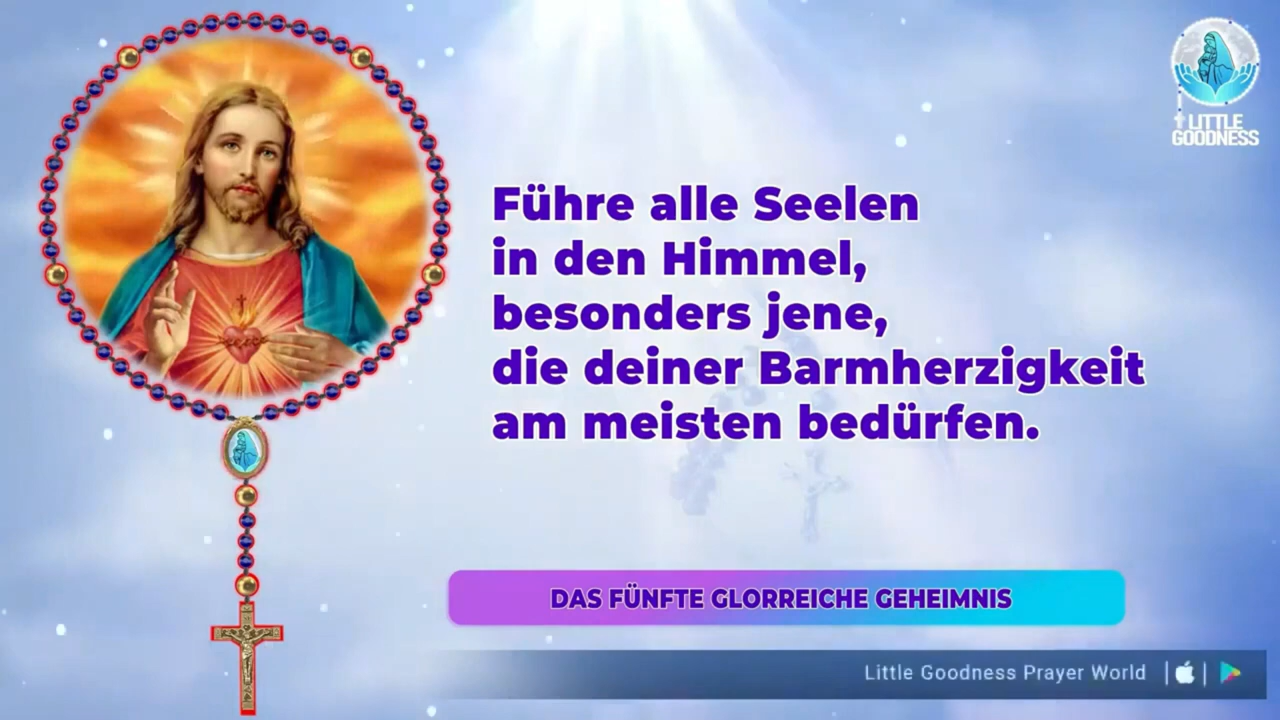 LITTLE
GOODNESS
Führe alle Seelen
in den Himmel,
besonders jene,
die deiner Barmherzigkeit
am meisten bedürfen.
DAS FÜNFTE GLORREICHE GEHEIMNIS
Little Goodness Prayer World